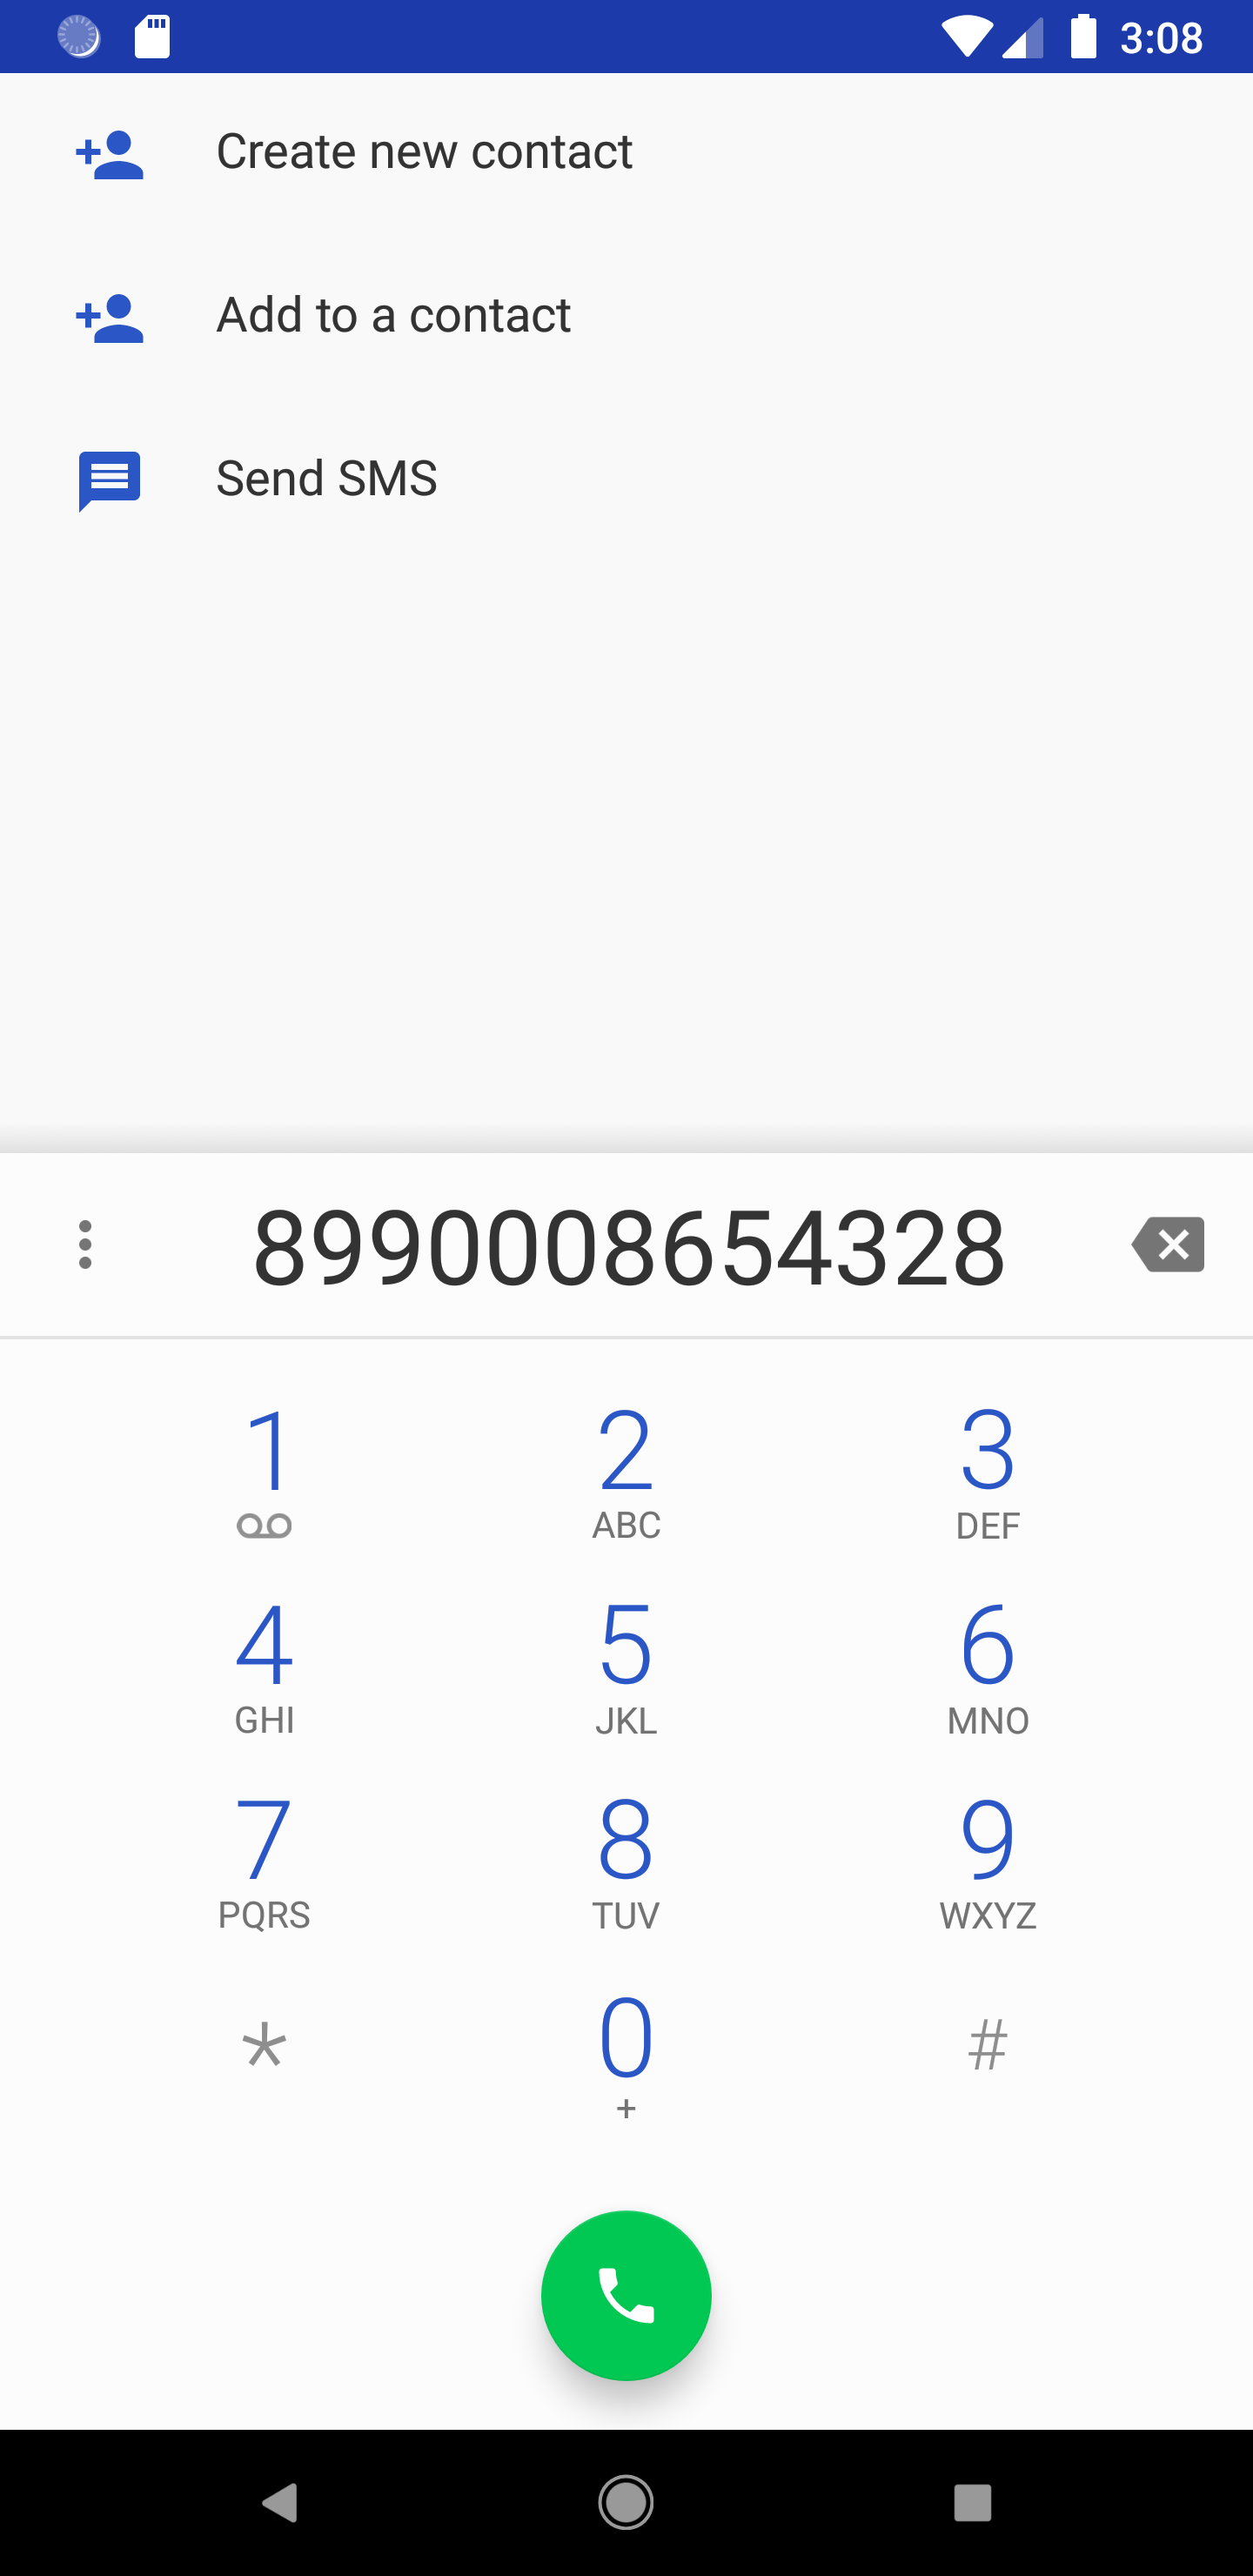 3:08
Create new contact
Add to a contact
Send SMS
8990008654328
1 2 3
ABC DEF
4 5 6
GHI JKL MNO
7 8 9
PQRS TUV WXYZ
* 0 #
+